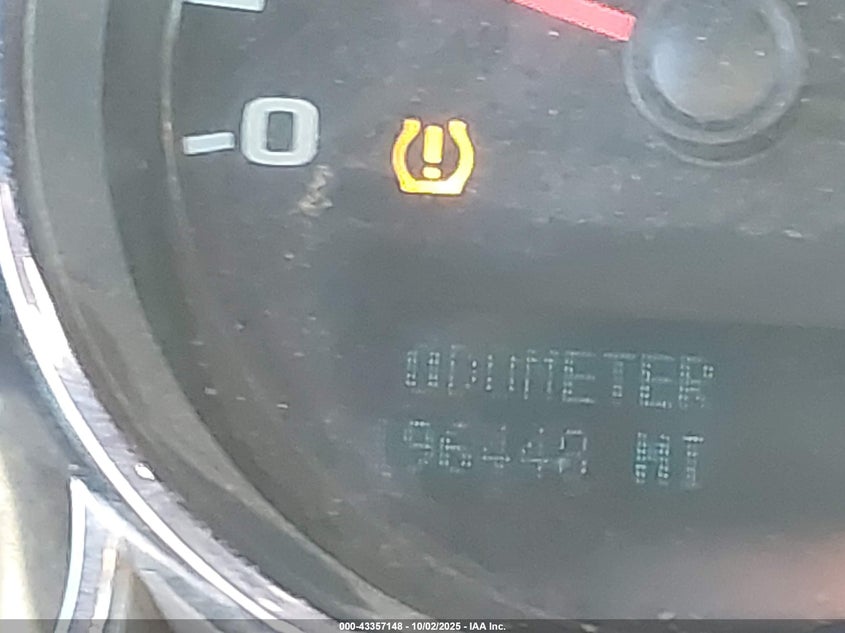 0
ODOMETER
MI
000-43357148 - 10/02/2025 - IAA Inc.